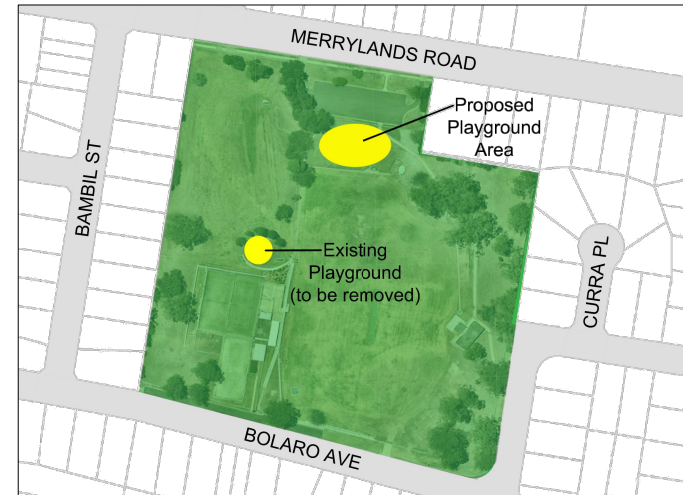 MERRYLANDS ROAD
Proposed
Playground
Area
BAMBIL ST
Existing
Playground
(to be removed)
CURRA PL
BOLARO AVE